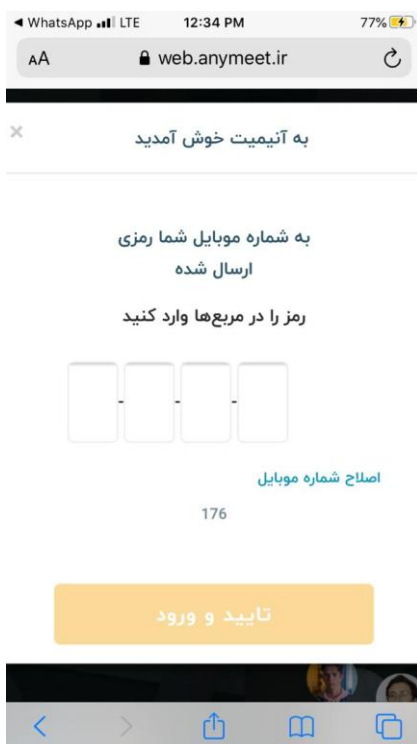 WhatsApp LTE 12:34 PM 77%
AA web.anymeet.ir
به آنیمیت خوش آمدید
به شماره موبایل شما رمزی
ارسال شده
رمز را در مربع‌ها وارد کنید
- - -
اصلاح شماره موبایل
176
تایید و ورود